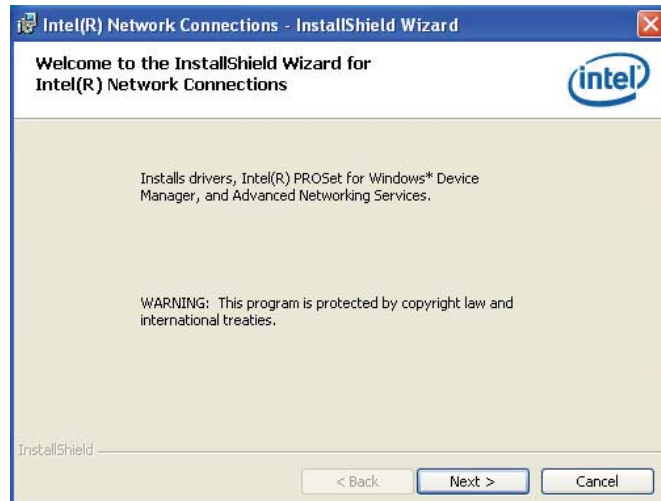 Intel(R) Network Connections - InstallShield Wizard
Welcome to the InstallShield Wizard for
Intel(R) Network Connections
intel
Installs drivers, Intel(R) PROSet for Windows* Device
Manager, and Advanced Networking Services.
WARNING: This program is protected by copyright law and
international treaties.
InstallShield
< Back
Next >
Cancel